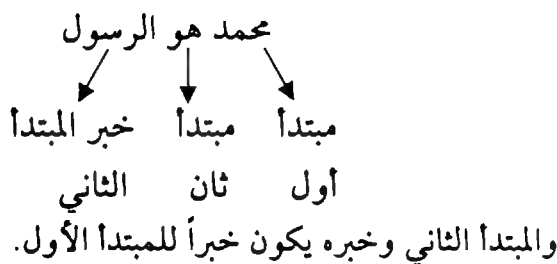 محمد هو الرسول
مبتدأ مبتدأ خبر المبتدأ
أول ثان الثاني
والمبتدأ الثاني وخبره يكون خبراً للمبتدأ الأول.